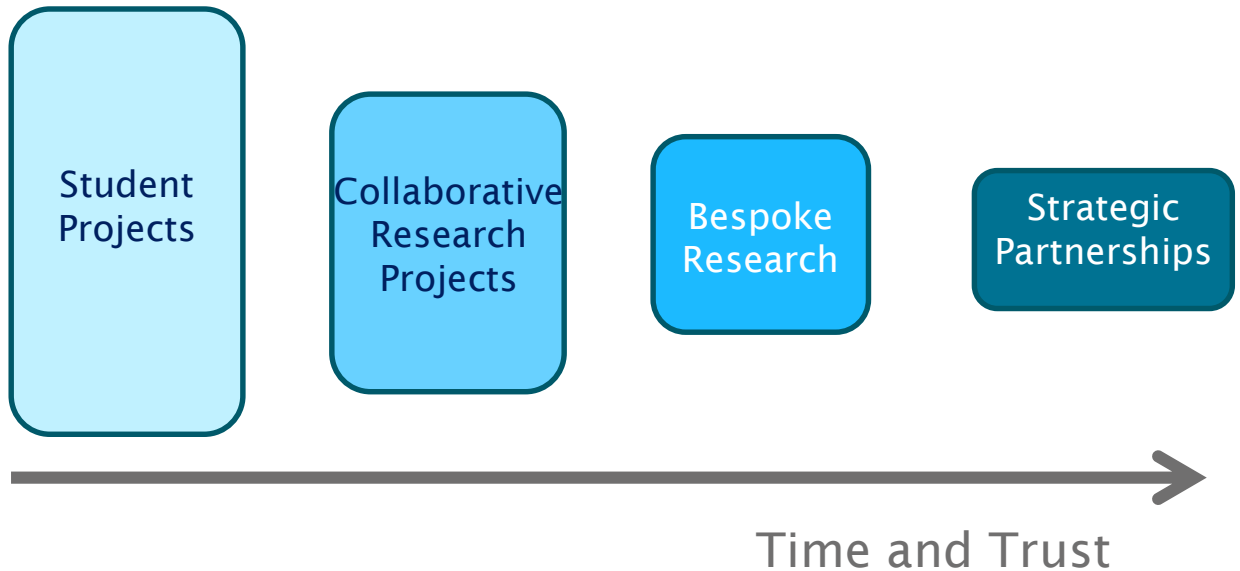 Student
Projects
Collaborative
Research
Projects
Bespoke
Research
Strategic
Partnerships
Time and Trust